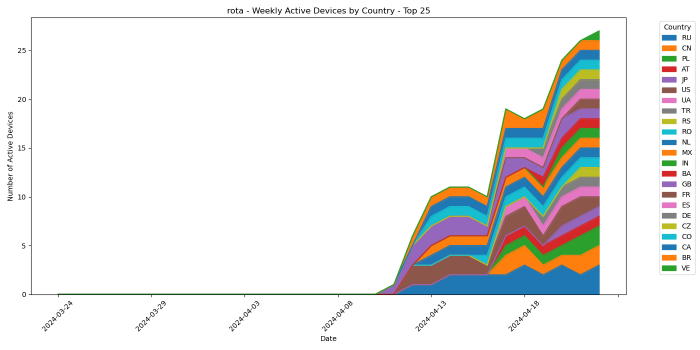 rota - Weekly Active Devices by Country - Top 25
Number of Active Devices
25
20
15
10
5
0
2024-03-24
2024-03-29
2024-04-03
2024-04-08
2024-04-13
2024-04-18
Date
Country
RU
CN
PL
AT
JP
US
UA
TR
RS
RO
NL
MX
IN
BA
GB
FR
ES
DE
CZ
CO
CA
BR
VE